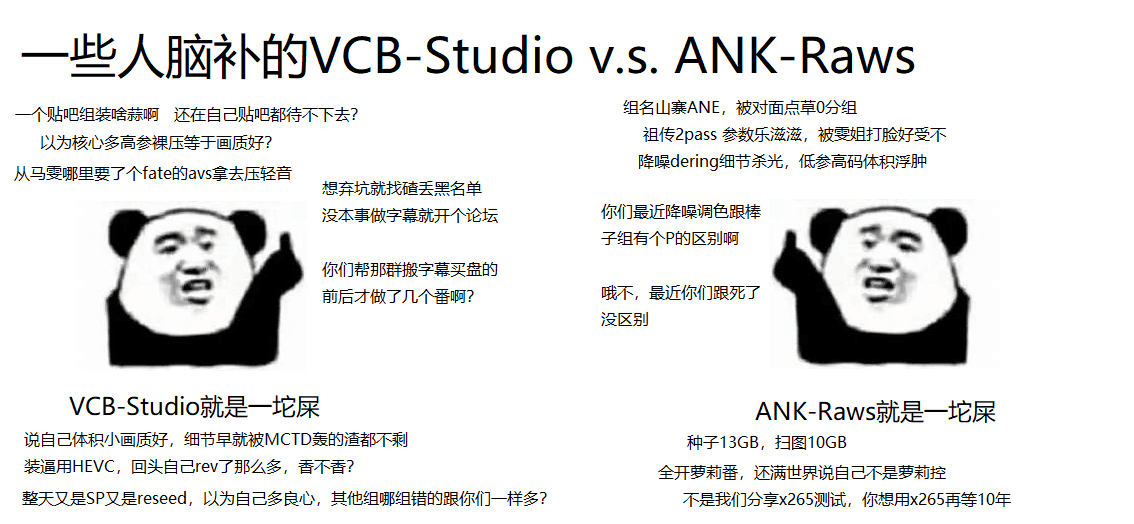 一些人脑补的VCB-Studio v.s. ANK-Raws
一个贴吧组装啥蒜啊 还在自己贴吧都待不下去?
以为核心多高参裸压等于画质好?
从马雯哪里要了个fate的avs拿去压轻音
想弃坑就找碴丢黑名单
没本事做字幕就开个论坛
你们帮那群搬字幕买盘的
前后才做了几个番啊?
VCB-Studio就是一坨屎
说自己体积小画质好，细节早就被MCTD轰的渣都不剩
装逼用HEVC，回头自己rev了那么多，香不香?
整天又是SP又是reseed，以为自己多良心，其他组哪组错的跟你们一样多?
组名山寨ANE，被对面点草0分组
祖传2pass 参数乐滋滋，被雯姐打脸好受不
降噪dering细节杀光，低参高码体积浮肿
你们最近降噪调色跟棒
子组有个P的区别啊
哦不，最近你们跟死了
没区别
ANK-Raws就是一坨屎
种子13GB，扫图10GB
全开萝莉番，还满世界说自己不是萝莉控
不是我们分享x265测试，你想用x265再等10年